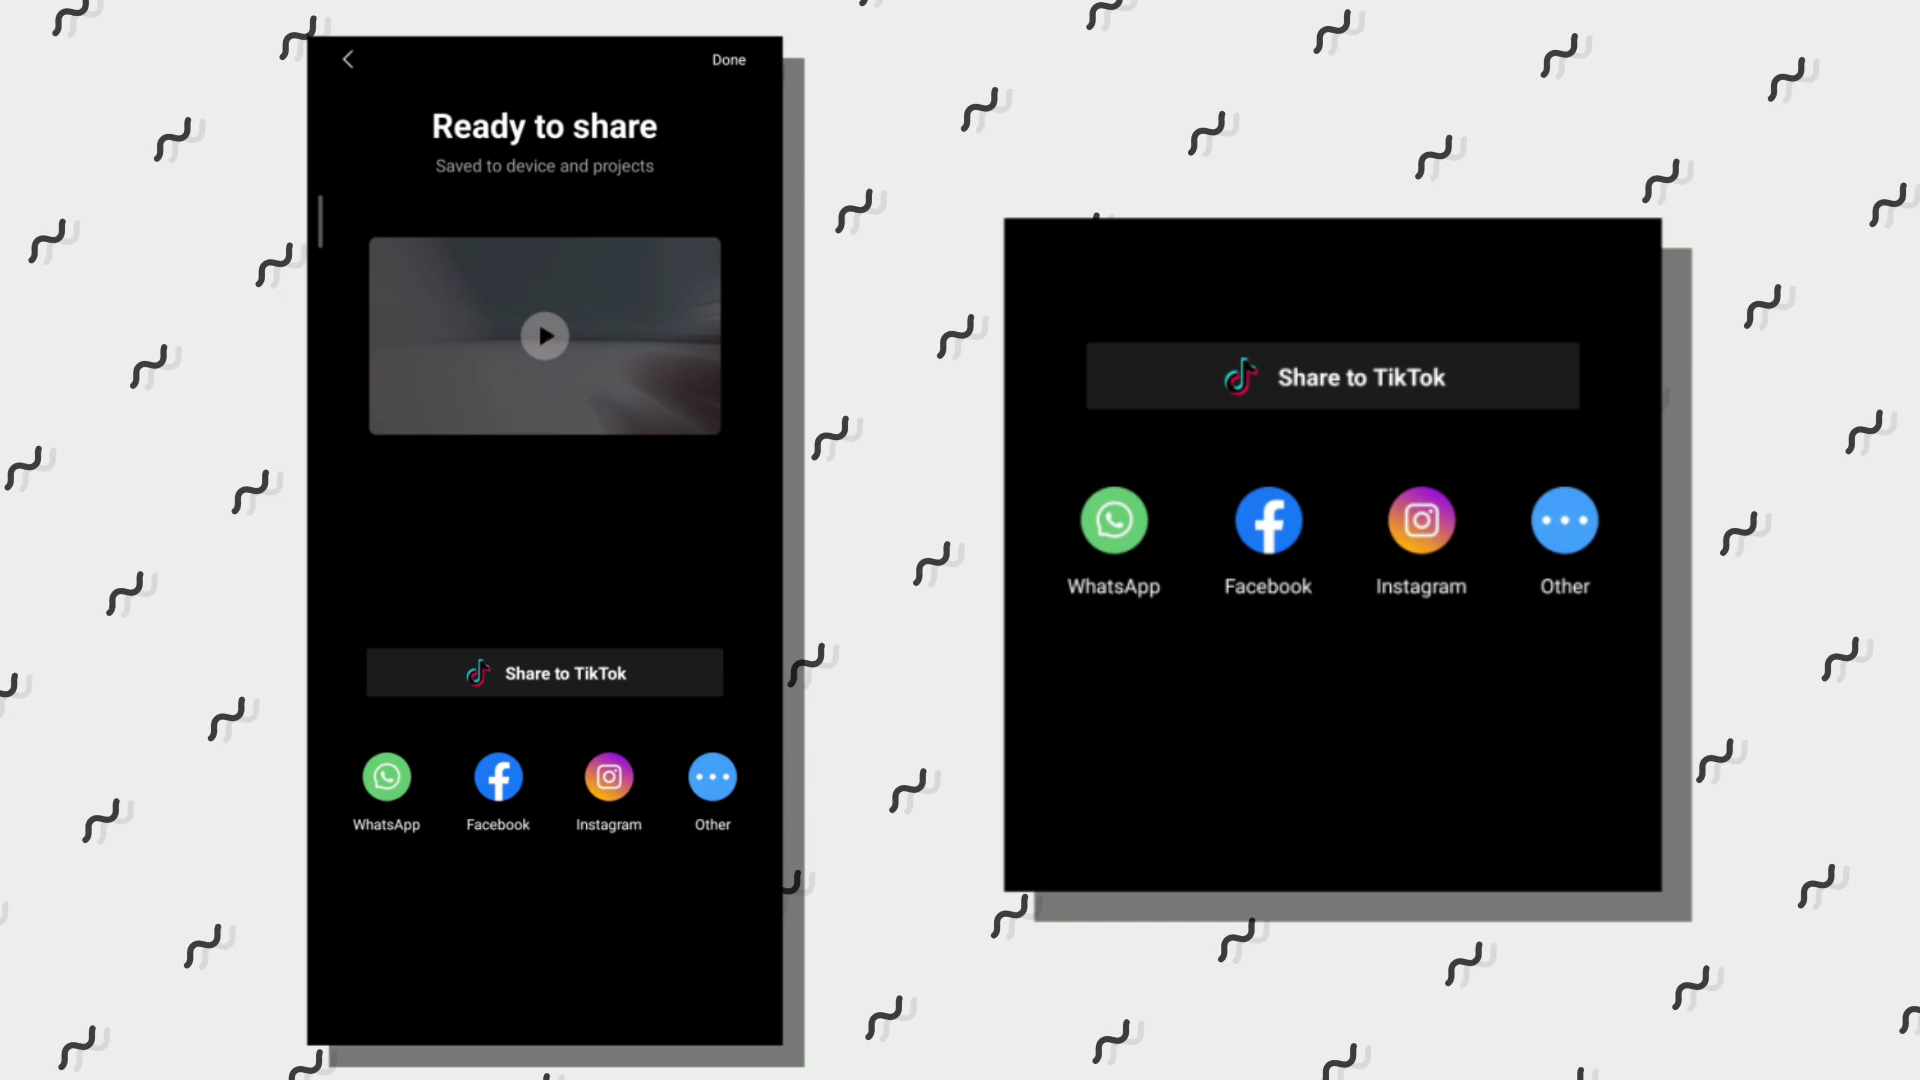 Done
Ready to share
Saved to device and projects
Share to TikTok
WhatsApp Facebook Instagram Other
Share to TikTok
WhatsApp Facebook Instagram Other